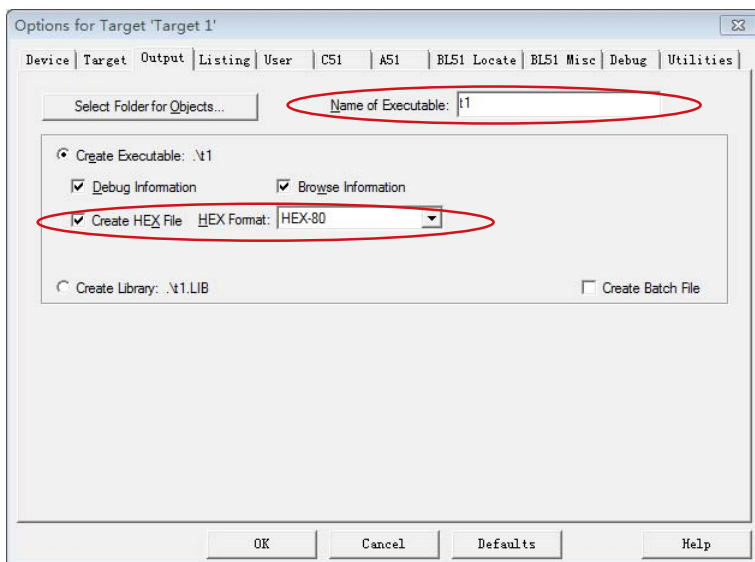 Options for Target 'Target 1'
Device Target Output Listing User C51 A51 BL51 Locate BL51 Misc Debug Utilities
Select Folder for Objects... Name of Executable: t1
Create Executable: .\t1
Debug Information Browse Information
Create HEX File HEX Format: HEX-80
Create Library: .\t1.LIB Create Batch File
OK Cancel Defaults Help